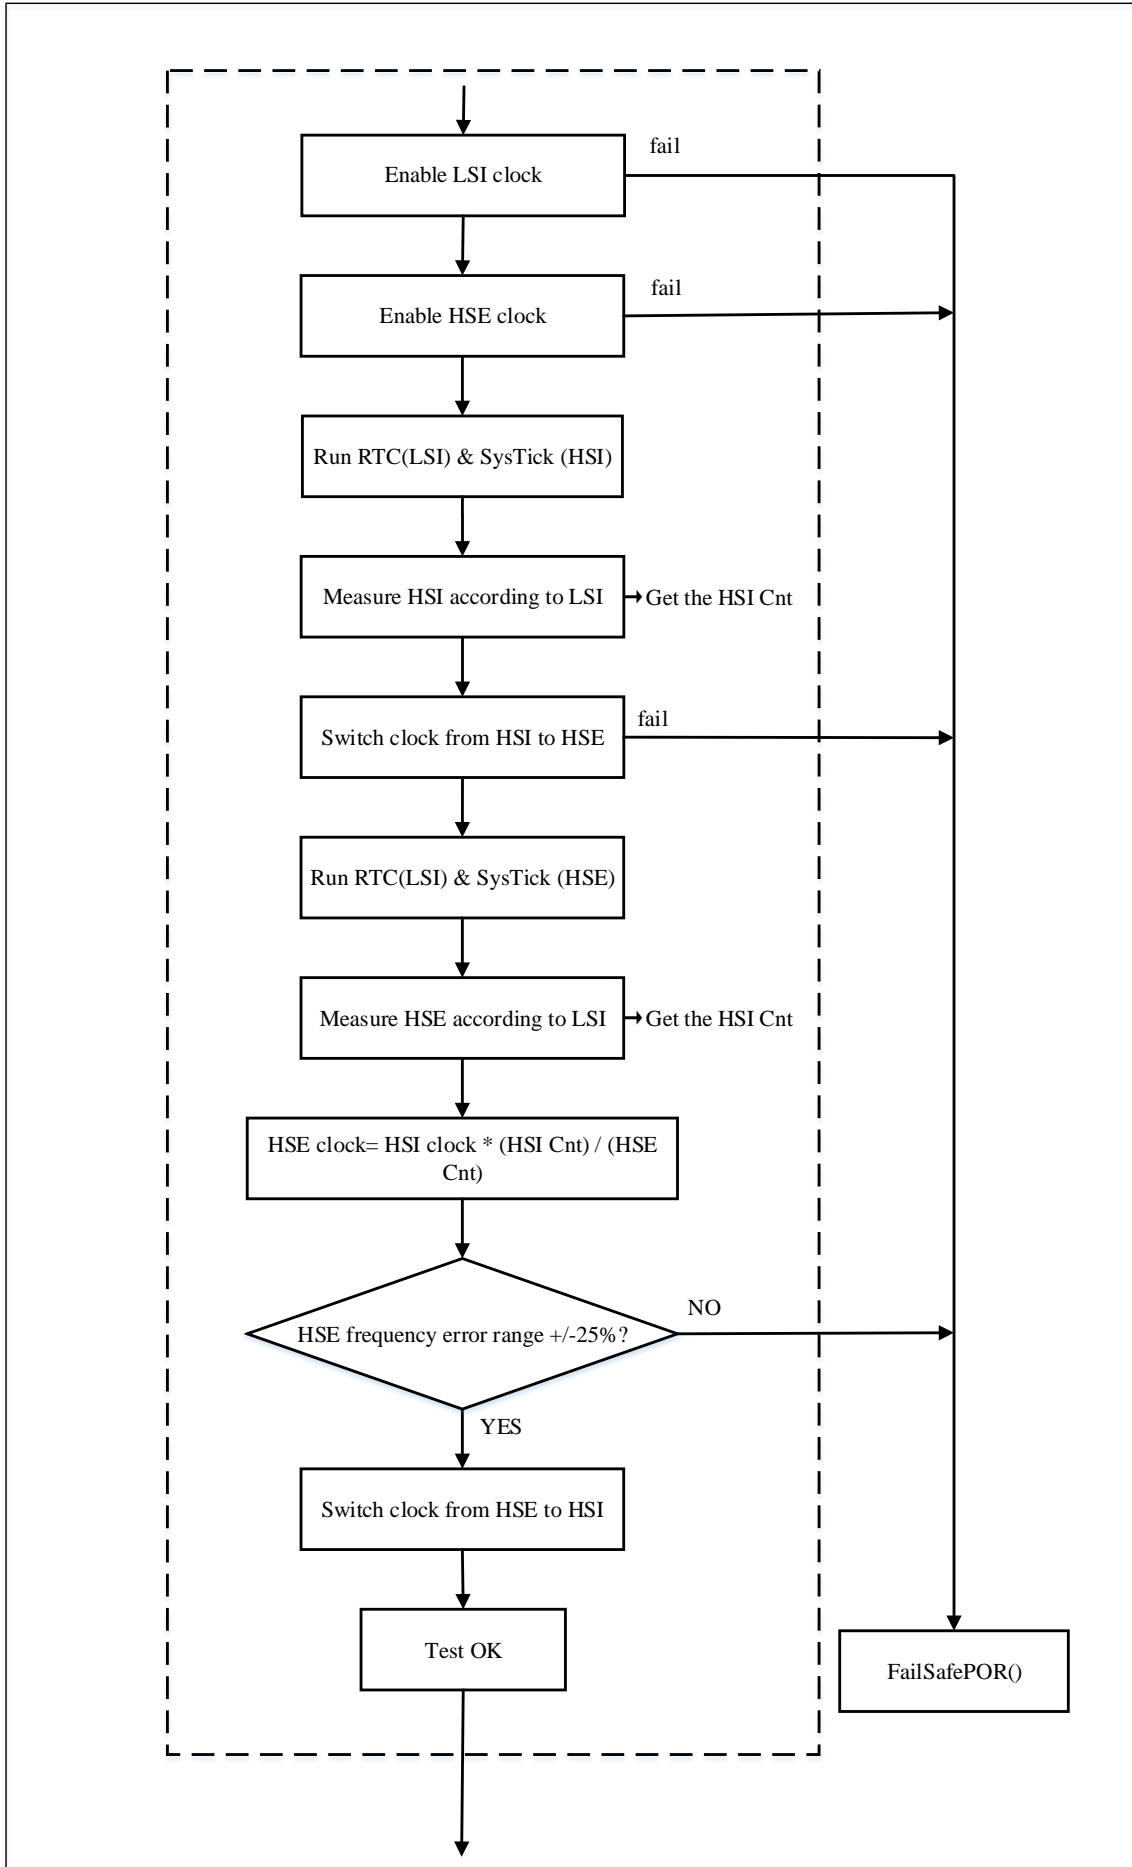 fail
Enable LSI clock
fail
Enable HSE clock
Run RTC(LSI) & SysTick (HSI)
Measure HSI according to LSI
Get the HSI Cnt
fail
Switch clock from HSI to HSE
Run RTC(LSI) & SysTick (HSE)
Measure HSE according to LSI
Get the HSI Cnt
HSE clock= HSI clock * (HSI Cnt) / (HSE
Cnt)
NO
HSE frequency error range +/-25%?
YES
Switch clock from HSE to HSI
Test OK
FailSafePOR()